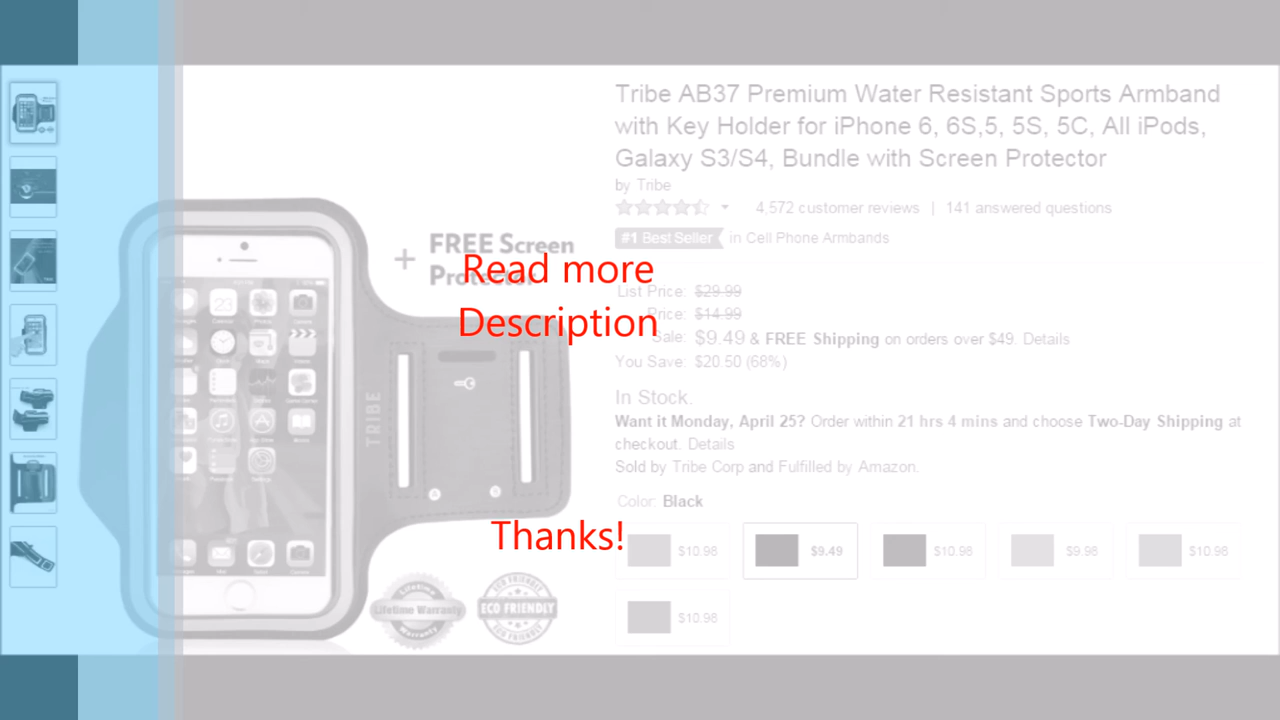 Tribe AB37 Premium Water Resistant Sports Armband
with Key Holder for iPhone 6, 6S,5, 5S, 5C, All iPods,
Galaxy S3/S4, Bundle with Screen Protector
by Tribe
4,572 customer reviews | 141 answered questions
#1 Best Seller in Cell Phone Armbands
+ FREE Screen
Protector
Read more
Description
List Price: $29.99
Price: $14.99
Sale: $9.49 & FREE Shipping on orders over $49. Details
You Save: $20.50 (68%)
In Stock.
Want it Monday, April 25? Order within 21 hrs 4 mins and choose Two-Day Shipping at
checkout. Details
Sold by Tribe Corp and Fulfilled by Amazon.
Color: Black
TRIBE
Thanks!
$10.98 $9.49 $10.98 $9.98 $10.98
$10.98
Lifetime
Lifetime Warranty
Warranty
ECO FRIENDLY
ECO FRIENDLY
ECO FRIENDLY